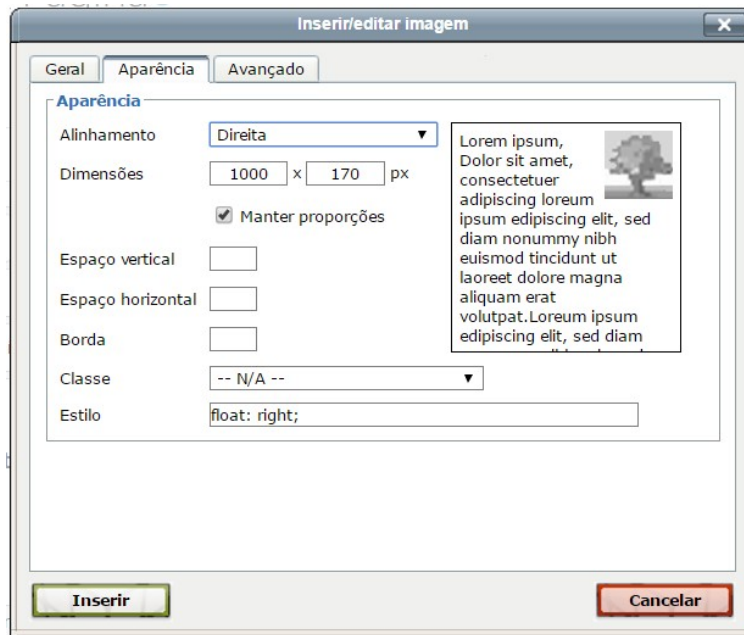 Inserir/editar imagem
Geral Aparência Avançado
Aparência
Alinhamento Direita
Dimensões 1000 x 170 px
Manter proporções
Espaço vertical
Espaço horizontal
Borda
Classe -- N/A --
Estilo float: right;
Lorem ipsum,
Dolor sit amet,
consectetuer
adipiscing loreum
ipsum edipiscing elit, sed
diam nonummy nibh
euismod tincidunt ut
laoreet dolore magna
aliquam erat
volutpat.Loreum ipsum
edipiscing elit, sed diam
Inserir Cancelar